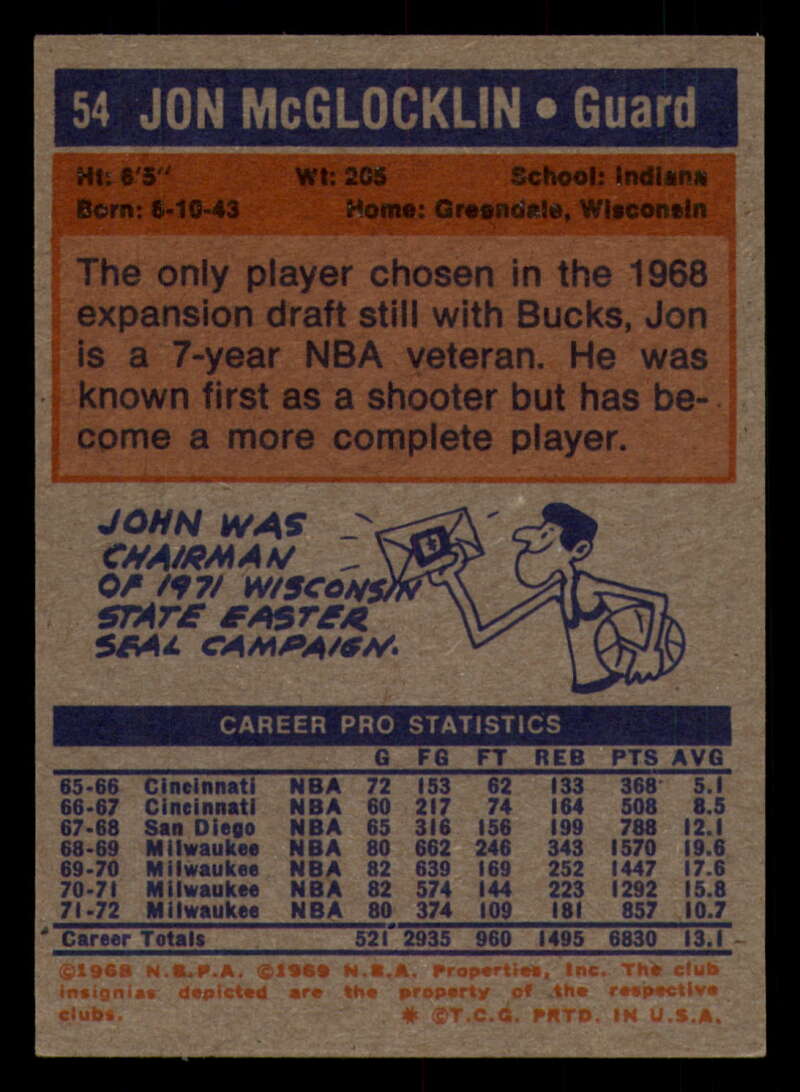 54 JON McGLOCKLIN • Guard
Ht: 6'5" Wt: 205 School: Indiana
Born: 6-10-43 Home: Greendale, Wisconsin
The only player chosen in the 1968
expansion draft still with Bucks, Jon
is a 7-year NBA veteran. He was
known first as a shooter but has be-
come a more complete player.
JOHN WAS
CHAIRMAN
OF 1971 WISCONSIN
STATE EASTER
SEAL CAMPAIGN.
$
CAREER PRO STATISTICS
G FG FT REB PTS AVG
65-66 Cincinnati NBA 72 153 62 133 368 5.1
66-67 Cincinnati NBA 60 217 74 164 508 8.5
67-68 San Diego NBA 65 316 156 199 788 12.1
68-69 Milwaukee NBA 80 662 246 343 1570 19.6
69-70 Milwaukee NBA 82 639 169 252 1447 17.6
70-71 Milwaukee NBA 82 574 144 223 1292 15.8
71-72 Milwaukee NBA 80 374 109 181 857 10.7
Career Totals 521 2935 960 1495 6830 13.1
©1968 N.B.P.A. ©1969 N.B.A. Properties, Inc. The club
insignias depicted are the property of the respective
clubs. * ©T.C.G. PRTD. IN U.S.A.